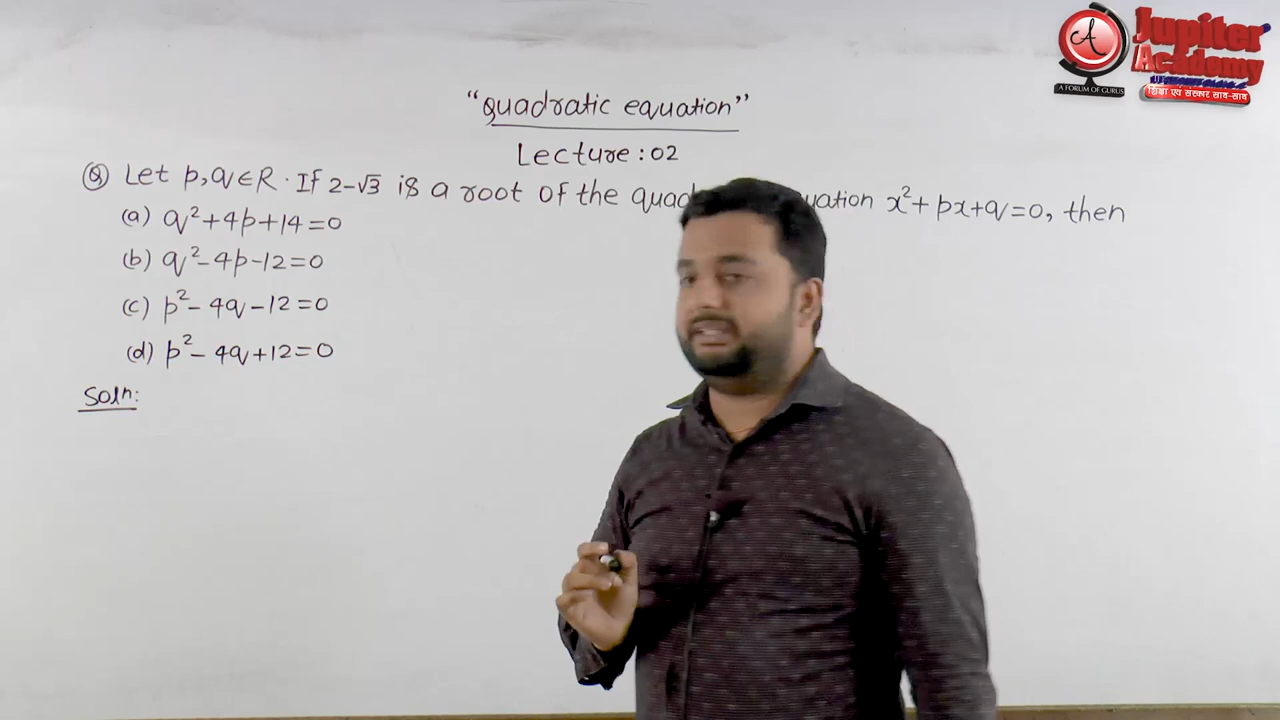 Jupiter
Academy
A FORUM OF GURUS
शिक्षा एवं संस्कार साथ-साथ
"Quadratic equation"
Lecture: 02
Q Let p, q ∈ R. If 2-√3 is a root of the quad uation x²+px+q=0, then
(a) q²+4p+14=0
(b) q²-4p-12=0
(c) p²-4q-12=0
(d) p²-4q+12=0
Solⁿ: